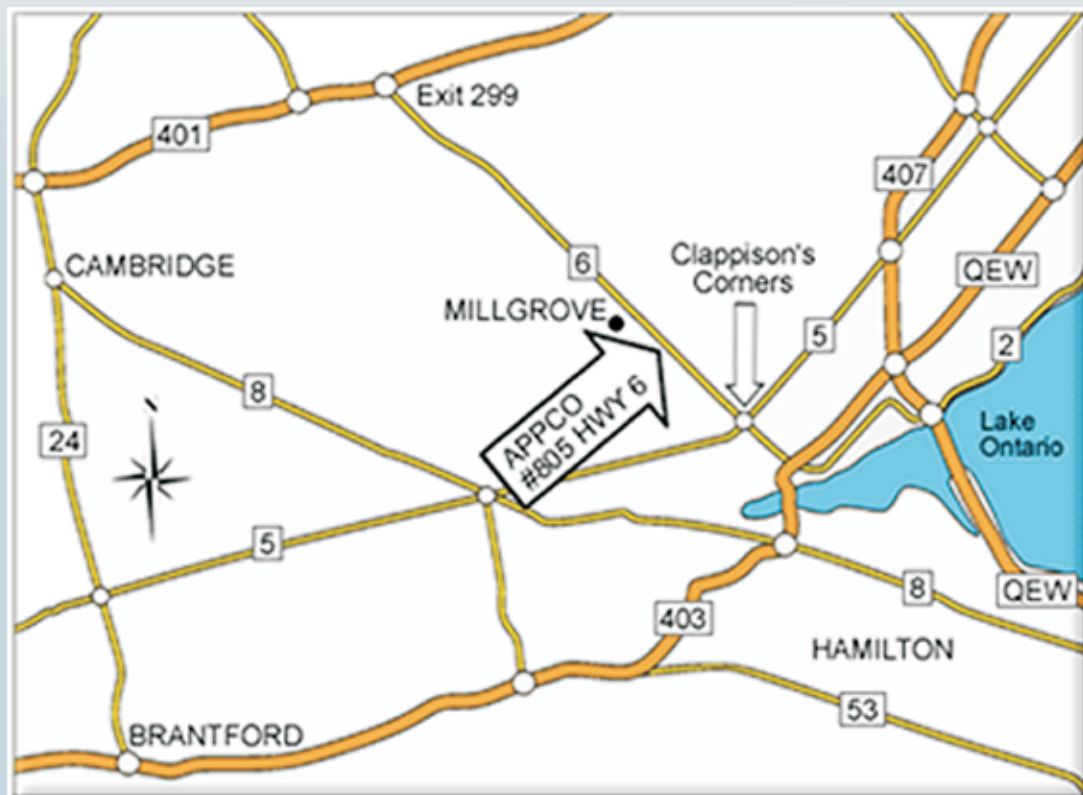 Exit 299
401
407
Clappison's
Corners
6
CAMBRIDGE
QEW
MILLGROVE
5
2
8
APPCO
#805 HWY 6
24
Lake
Ontario
5
8
QEW
403
HAMILTON
53
BRANTFORD